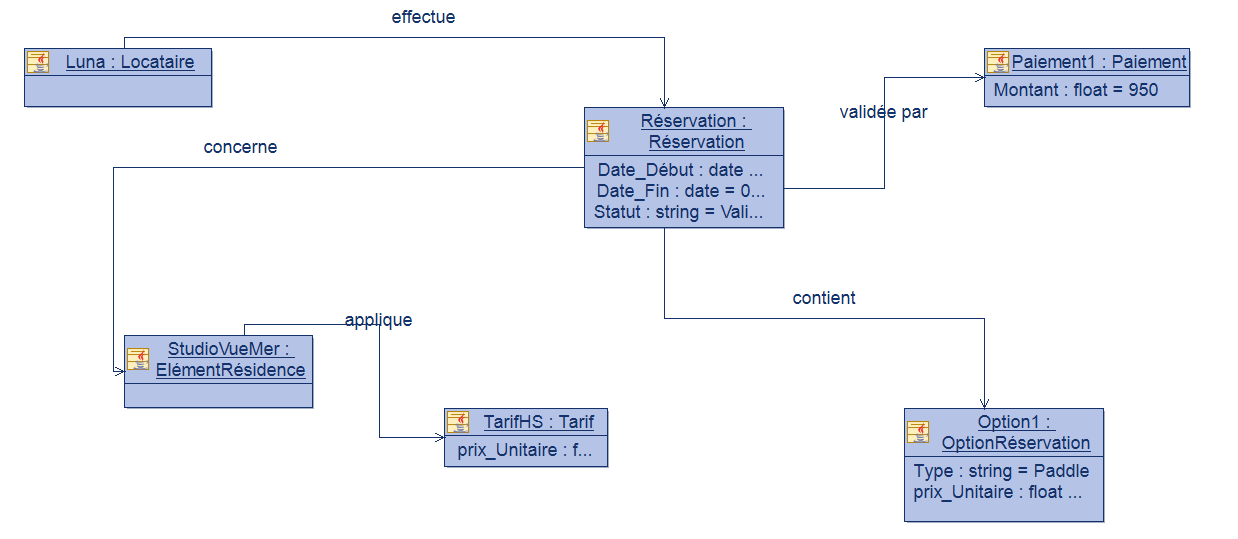 effectue
Luna : Locataire
Paiement1 : Paiement
Montant : float = 950
validée par
Réservation :
Réservation
Date_Début : date ...
Date_Fin : date = 0...
Statut : string = Vali...
concerne
contient
applique
StudioVueMer :
ElémentRésidence
TarifHS : Tarif
prix_Unitaire : f...
Option1 :
OptionRéservation
Type : string = Paddle
prix_Unitaire : float ...